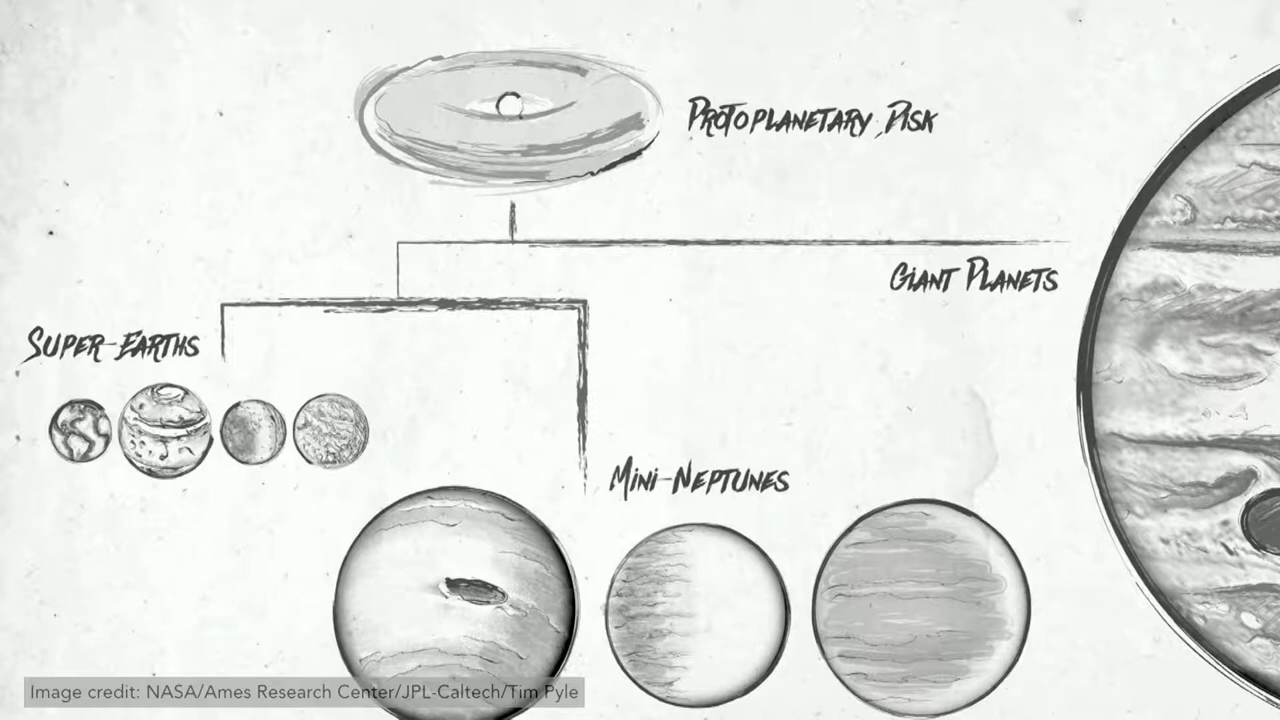 Protoplanetary Disk
Giant Planets
Super-Earths
Mini-Neptunes
Image credit: NASA/Ames Research Center/JPL-Caltech/Tim Pyle